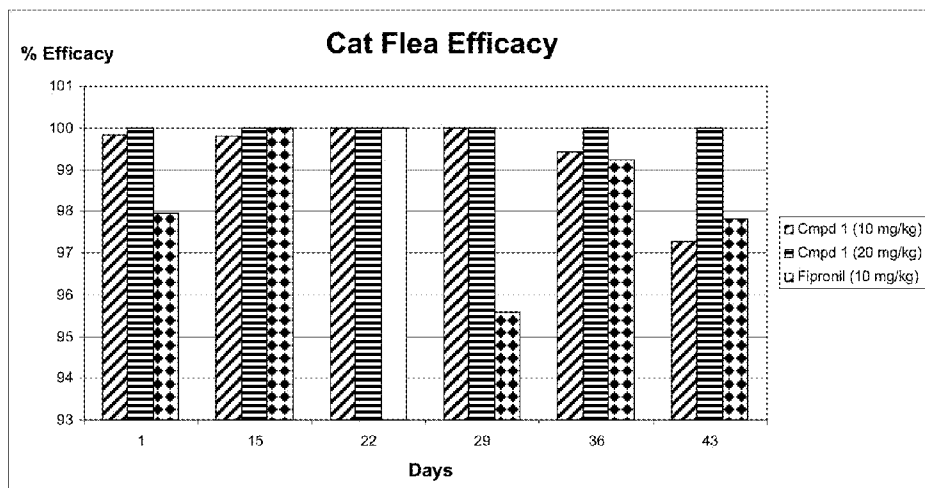 Cat Flea Efficacy
% Efficacy
101
100
99
98
97
96
95
94
93
1 15 22 29 36 43
Days
Cmpd 1 (10 mg/kg)
Cmpd 1 (20 mg/kg)
Fipronil (10 mg/kg)